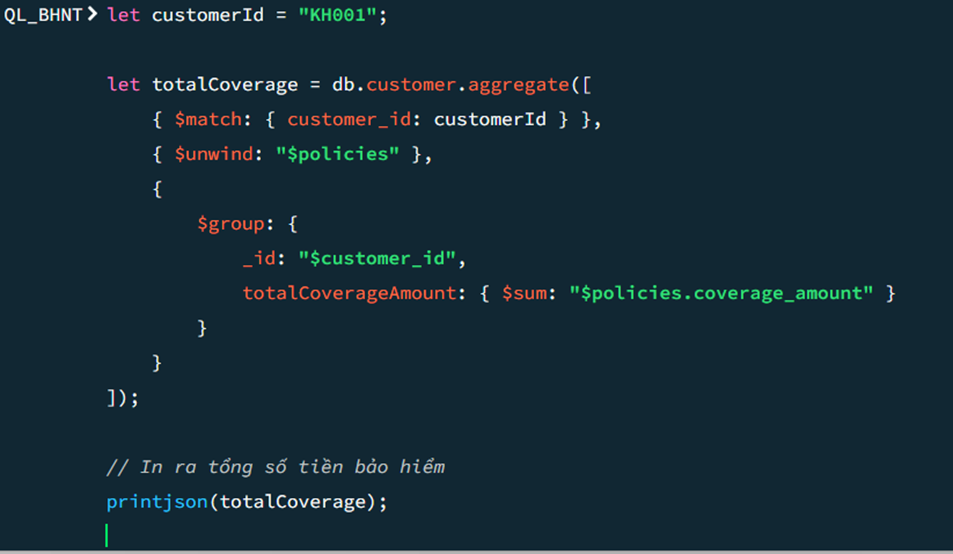 QL_BHNT> let customerId = "KH001";
let totalCoverage = db.customer.aggregate([
{ $match: { customer_id: customerId } },
{ $unwind: "$policies" },
{
$group: {
_id: "$customer_id",
totalCoverageAmount: { $sum: "$policies.coverage_amount" }
}
}
]);
// In ra tổng số tiền bảo hiểm
printjson(totalCoverage);